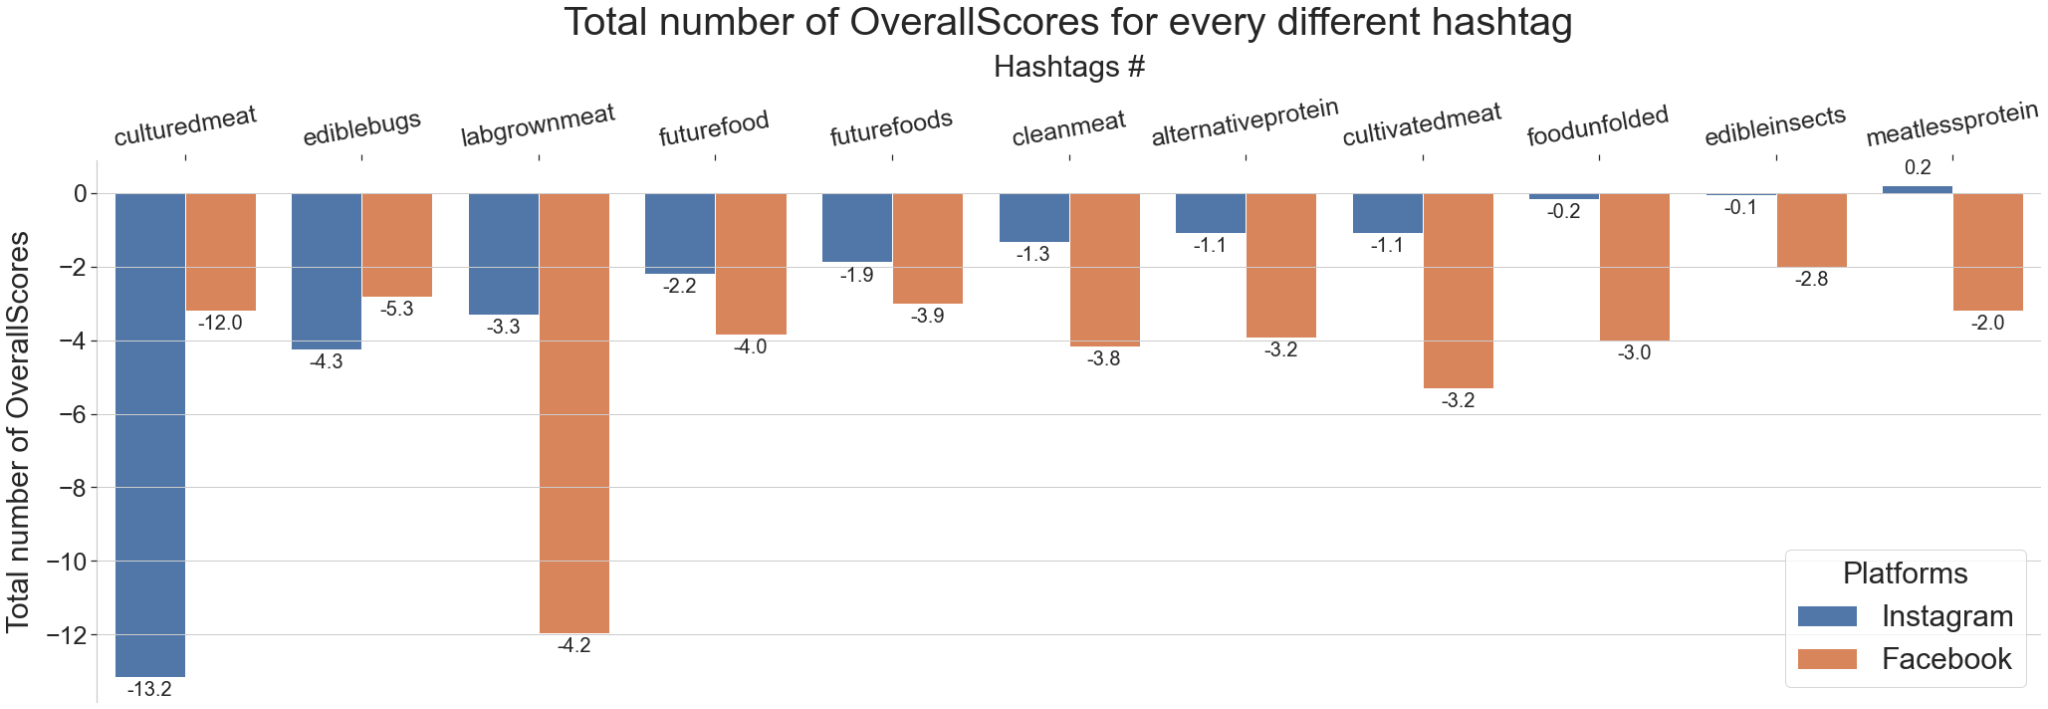 Total number of OverallScores for every different hashtag
Hashtags #
culturedmeat
ediblebugs
labgrownmeat
futurefood
futurefoods
cleanmeat
alternativeprotein
cultivatedmeat
foodunfolded
edibleinsects
meatlessprotein
Total number of OverallScores
0
−2
−4
−6
−8
−10
−12
-13.2
-12.0
-4.3
-5.3
-3.3
-4.2
-2.2
-4.0
-1.9
-3.9
-1.3
-3.8
-1.1
-3.2
-1.1
-3.2
-0.2
-3.0
-0.1
-2.8
0.2
-2.0
Platforms
Instagram
Facebook